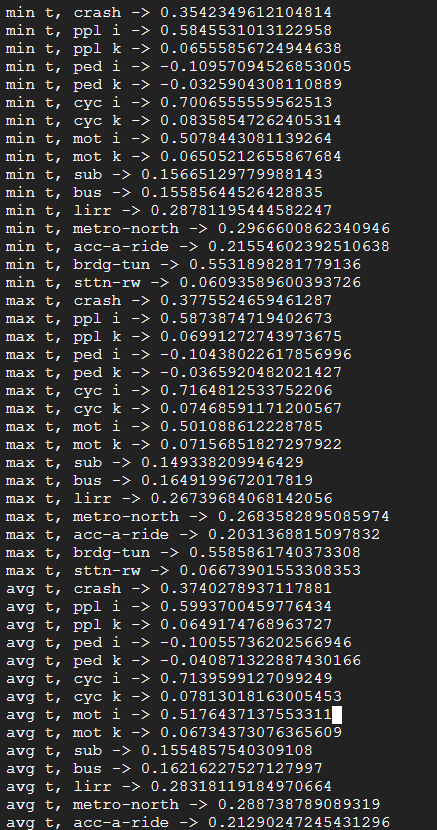 min t, crash -> 0.3542349612104814
min t, ppl i -> 0.5845531013122958
min t, ppl k -> 0.06555856724944638
min t, ped i -> -0.10957094526853005
min t, ped k -> -0.0325904308110889
min t, cyc i -> 0.7006555559562513
min t, cyc k -> 0.08358547262405314
min t, mot i -> 0.5078443081139264
min t, mot k -> 0.06505212655867684
min t, sub -> 0.15665129779988143
min t, bus -> 0.15585644526428835
min t, lirr -> 0.28781195444582247
min t, metro-north -> 0.2966600862340946
min t, acc-a-ride -> 0.21554602392510638
min t, brdg-tun -> 0.5531898281779136
min t, sttn-rw -> 0.06093589600393726
max t, crash -> 0.3775524659461287
max t, ppl i -> 0.5873874719402673
max t, ppl k -> 0.06991272743973675
max t, ped i -> -0.10438022617856996
max t, ped k -> -0.0365920482021427
max t, cyc i -> 0.7164812533752206
max t, cyc k -> 0.07468591171200567
max t, mot i -> 0.501088612228785
max t, mot k -> 0.07156851827297922
max t, sub -> 0.149338209946429
max t, bus -> 0.1649199672017819
max t, lirr -> 0.26739684068142056
max t, metro-north -> 0.2683582895085974
max t, acc-a-ride -> 0.2031368815097832
max t, brdg-tun -> 0.5585861740373308
max t, sttn-rw -> 0.06673901553308353
avg t, crash -> 0.3740278937117881
avg t, ppl i -> 0.5993700459776434
avg t, ppl k -> 0.0649174768963727
avg t, ped i -> -0.10055736202566946
avg t, ped k -> -0.040871322887430166
avg t, cyc i -> 0.7139599127099249
avg t, cyc k -> 0.07813018163005453
avg t, mot i -> 0.5176437137553311
avg t, mot k -> 0.06734373076365609
avg t, sub -> 0.1554857540309108
avg t, bus -> 0.16216227527127997
avg t, lirr -> 0.28318119184970664
avg t, metro-north -> 0.288738789089319
avg t, acc-a-ride -> 0.21290247245431296